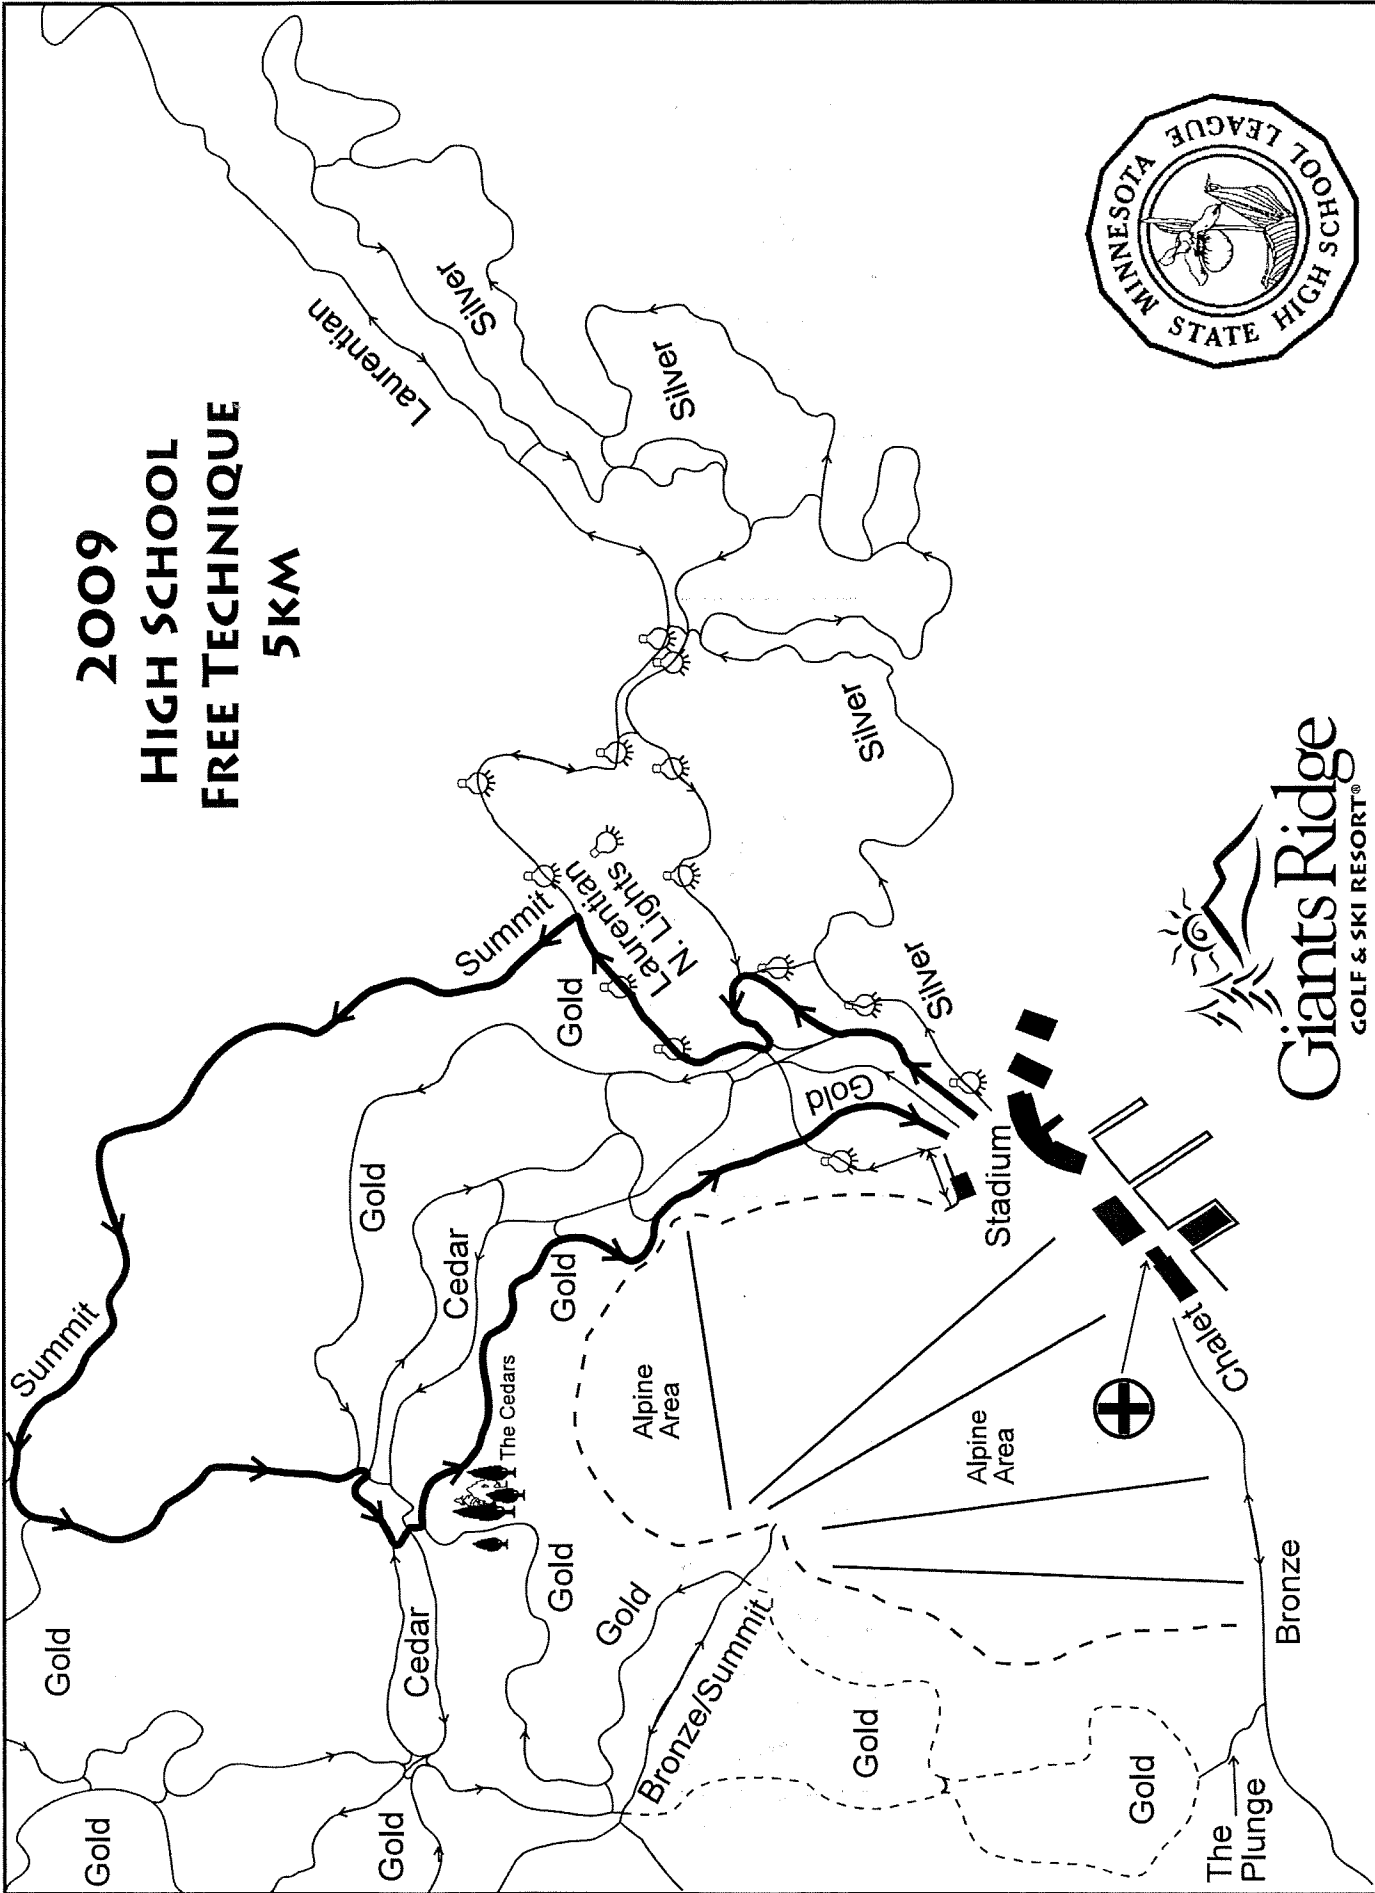 2009
HIGH SCHOOL
FREE TECHNIQUE
5KM
Laurentian
Silver
Silver
Silver
Silver
Summit
Laurentian
N. Lights
Gold
Gold
Gold
Cedar
Gold
Summit
The Cedars
Alpine
Area
Alpine
Area
Stadium
Chalet
Gold
Cedar
Gold
Gold
Gold
Gold
Bronze/Summit
Gold
Gold
The
Plunge
Bronze
MINNESOTA
STATE HIGH SCHOOL LEAGUE
Giants Ridge
GOLF & SKI RESORT®